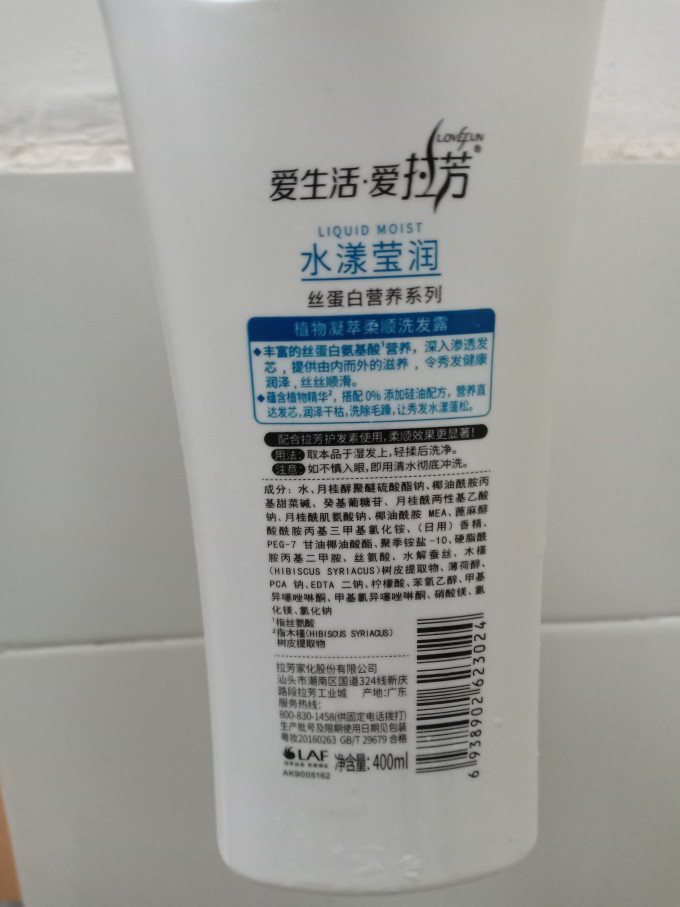 LOVEFUN
爱生活·爱拉芳®
LIQUID MOIST
水漾莹润
丝蛋白营养系列
植物凝萃柔顺洗发露
◆丰富的丝蛋白氨基酸¹营养，深入渗透发
芯，提供由内而外的滋养，令秀发健康
润泽，丝丝顺滑。
◆蕴含植物精华²，搭配0%添加硅油配方，营养直
达发芯，润泽干枯，洗除毛躁，让秀发水漾蓬松。
配合拉芳护发素使用，柔顺效果更显著！
用法：取本品于湿发上，轻揉后洗净。
注意：如不慎入眼，即用清水彻底冲洗。
成分：水、月桂醇聚醚硫酸酯钠、椰油酰胺丙
基甜菜碱、癸基葡糖苷、月桂酰两性基乙酸
钠、月桂酰肌氨酸钠、椰油酰胺 MEA、蓖麻醇
酸酰胺丙基三甲基氯化铵、（日用）香精、
PEG-7 甘油椰油酸酯、聚季铵盐-10、硬脂酰
胺丙基二甲胺、丝氨酸、水解蚕丝、木槿
(HIBISCUS SYRIACUS)树皮提取物、薄荷醇、
PCA 钠、EDTA 二钠、柠檬酸、苯氧乙醇、甲基
异噻唑啉酮、甲基氯异噻唑啉酮、硝酸镁、氯
化镁、氯化钠
¹指丝氨酸
²指木槿(HIBISCUS SYRIACUS)
树皮提取物
拉芳家化股份有限公司
汕头市潮南区国道324线新庆
路段拉芳工业城 产地:广东
服务热线:
800-830-1458(供固定电话拨打)
生产批号及限期使用日期见包装
粤妆20160263 GB/T 29679 合格
LAF 净含量: 400ml
AK9005162
6938902623024